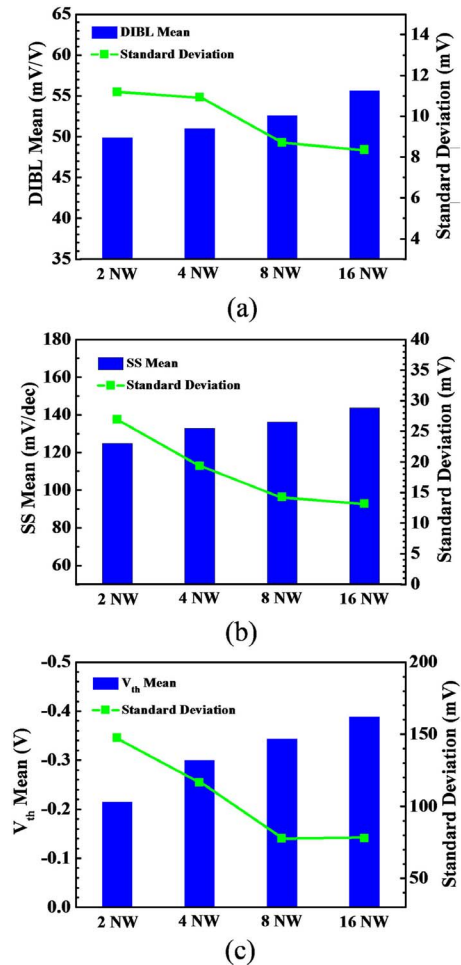 65
60
55
50
45
40
35
DIBL Mean (mV/V)
DIBL Mean
Standard Deviation
14
12
10
8
6
4
Standard Deviation (mV)
2 NW 4 NW 8 NW 16 NW
(a)
180
160
140
120
100
80
60
SS Mean (mV/dec)
SS Mean
Standard Deviation
40
35
30
25
20
15
10
5
0
Standard Deviation (mV)
2 NW 4 NW 8 NW 16 NW
(b)
-0.5
-0.4
-0.3
-0.2
-0.1
0.0
Vth Mean (V)
Vth Mean
Standard Deviation
200
150
100
50
Standard Deviation (mV)
2 NW 4 NW 8 NW 16 NW
(c)